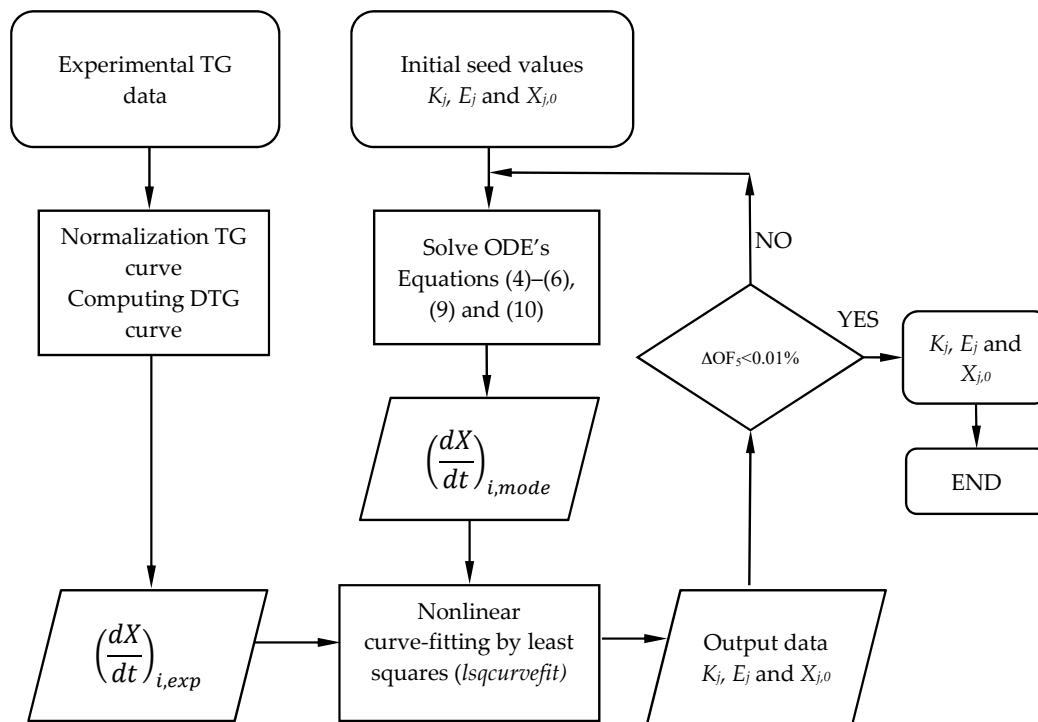 Experimental TG
data
Initial seed values
Kj, Ej and Xj,0
Normalization TG
curve
Computing DTG
curve
Solve ODE's
Equations (4)–(6),
(9) and (10)
NO
YES
ΔOF5<0.01%
Kj, Ej and
Xj,0
END
(dX/dt)i,mode
(dX/dt)i,exp
Nonlinear
curve-fitting by least
squares (lsqcurvefit)
Output data
Kj, Ej and Xj,0